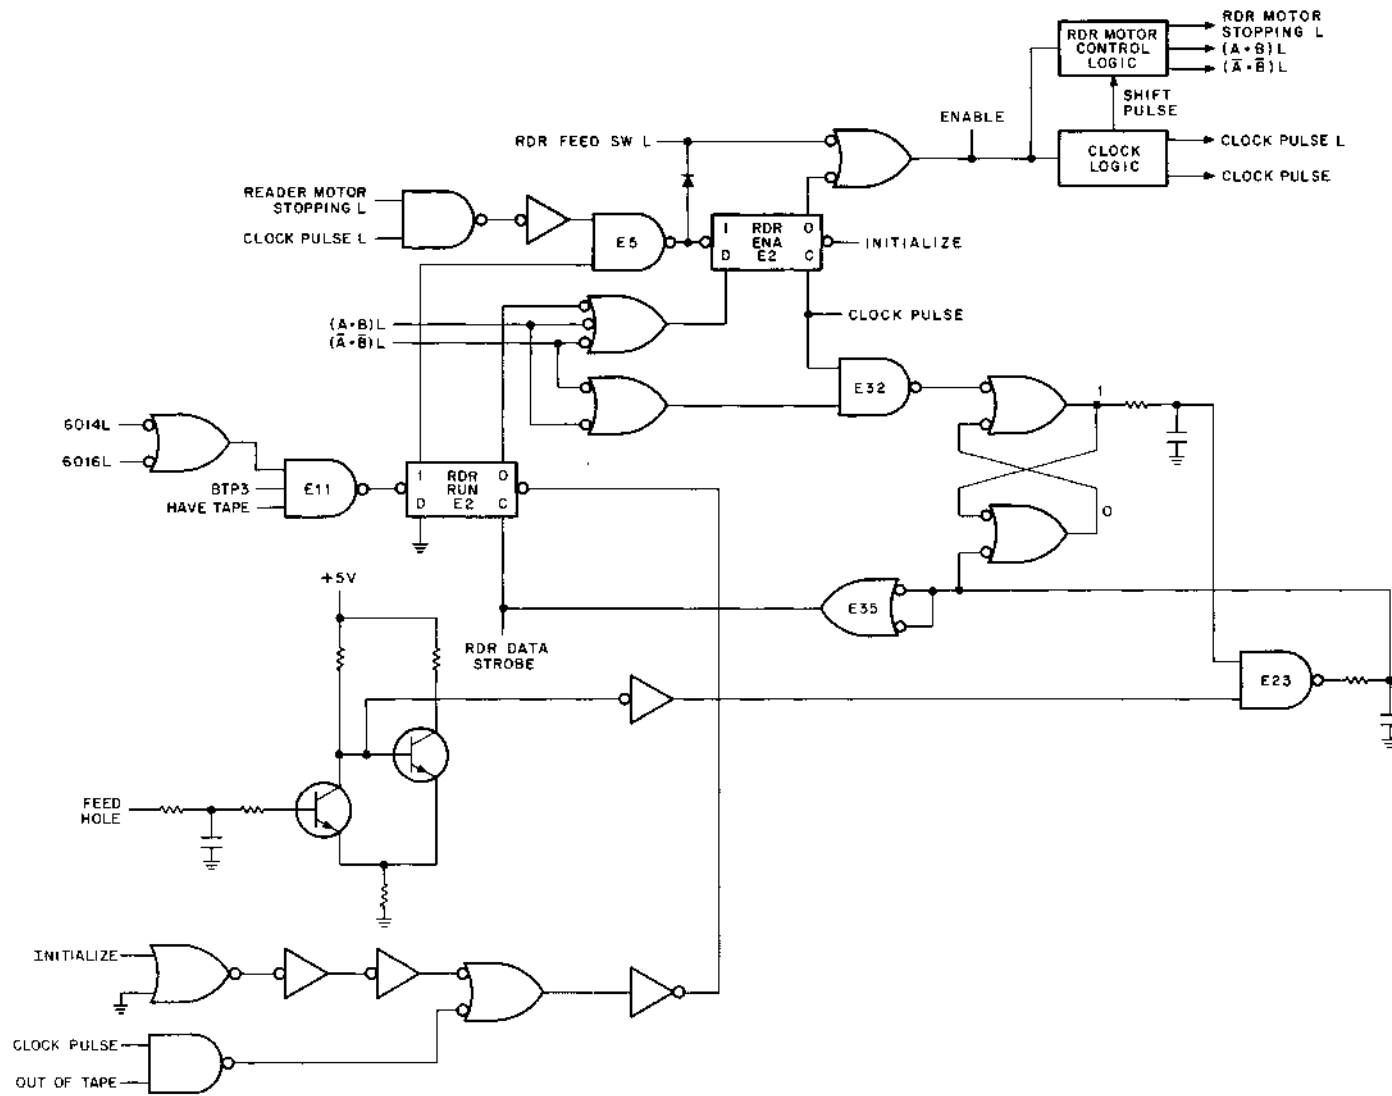 RDR MOTOR
STOPPING L
(A•B)L
(A̅•B̅)L
RDR MOTOR
CONTROL
LOGIC
SHIFT
PULSE
ENABLE
RDR FEED SW L
CLOCK
LOGIC
CLOCK PULSE L
CLOCK PULSE
READER MOTOR
STOPPING L
CLOCK PULSE L
E5
1 RDR 0
ENA
D E2 C
INITIALIZE
(A•B)L
(A̅•B̅)L
CLOCK PULSE
E32
1
6014L
6016L
BTP3
HAVE TAPE
E11
1 RDR 0
RUN
D E2 C
0
+5V
E35
RDR DATA
STROBE
E23
FEED
HOLE
INITIALIZE
CLOCK PULSE
OUT OF TAPE